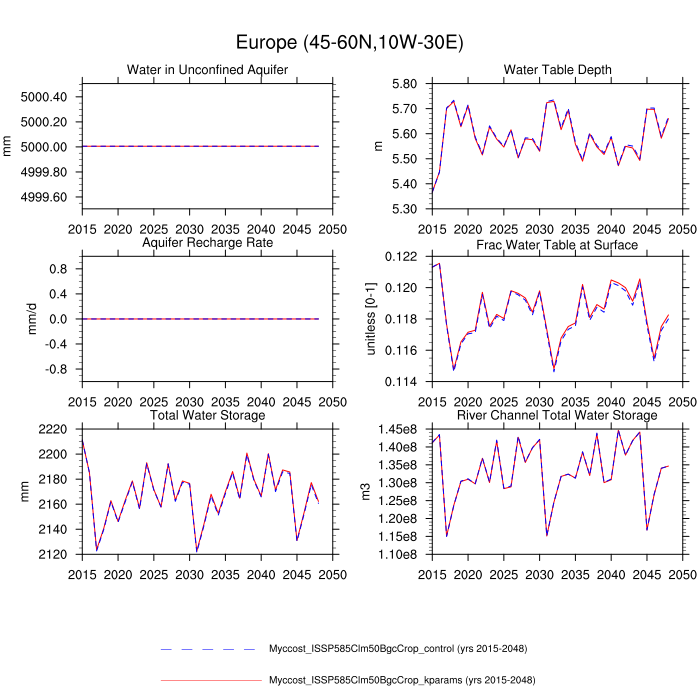 Europe (45-60N,10W-30E)
Water in Unconfined Aquifer
5000.40
5000.20
5000.00
4999.80
4999.60
mm
2015 2020 2025 2030 2035 2040 2045 2050
Water Table Depth
5.80
5.70
5.60
5.50
5.40
5.30
m
2015 2020 2025 2030 2035 2040 2045 2050
Aquifer Recharge Rate
0.8
0.4
0.0
-0.4
-0.8
mm/d
2015 2020 2025 2030 2035 2040 2045 2050
Frac Water Table at Surface
0.122
0.120
0.118
0.116
0.114
unitless [0-1]
2015 2020 2025 2030 2035 2040 2045 2050
Total Water Storage
2220
2200
2180
2160
2140
2120
mm
2015 2020 2025 2030 2035 2040 2045 2050
River Channel Total Water Storage
1.45e8
1.40e8
1.35e8
1.30e8
1.25e8
1.20e8
1.15e8
1.10e8
m3
2015 2020 2025 2030 2035 2040 2045 2050
Myccost_ISSP585Clm50BgcCrop_control (yrs 2015-2048)
Myccost_ISSP585Clm50BgcCrop_kparams (yrs 2015-2048)